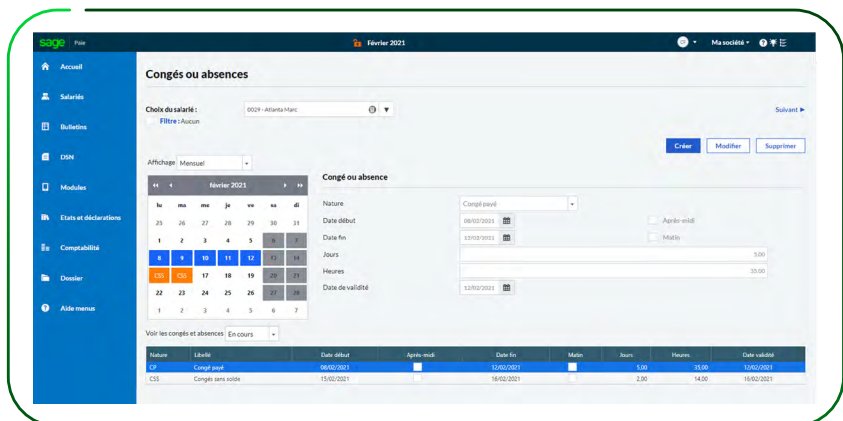 sage Paie Février 2021 Ma société
Accueil
Salariés
Bulletins
DSN
Modules
Etats et déclarations
Comptabilité
Dossier
Aide menus
Congés ou absences
Choix du salarié : 0029 - Atlanta Marc Suivant
Filtre : Aucun
Créer Modifier Supprimer
Affichage Mensuel
février 2021
lu ma me je ve sa di
25 26 27 28 29 30 31
1 2 3 4 5 6 7
8 9 10 11 12 13 14
CSS CSS 17 18 19 20 21
22 23 24 25 26 27 28
1 2 3 4 5 6 7
Congé ou absence
Nature Congé payé
Date début 08/02/2021 Après-midi
Date fin 12/02/2021 Matin
Jours 5,00
Heures 35,00
Date de validité 12/02/2021
Voir les congés et absences En cours
Nature Libellé Date début Après-midi Date fin Matin Jours Heures Date validité
CP Congé payé 08/02/2021 12/02/2021 5,00 35,00 12/02/2021
CSS Congés sans solde 15/02/2021 16/02/2021 2,00 14,00 16/02/2021